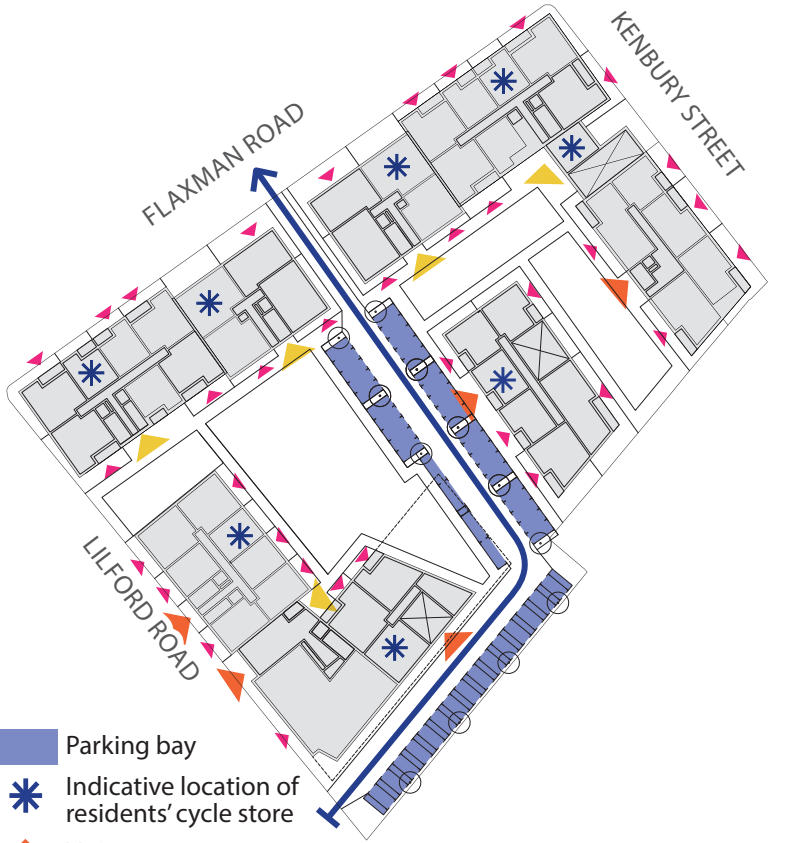 KENBURY STREET
FLAXMAN ROAD
LILFORD ROAD
Parking bay
Indicative location of
residents’ cycle store